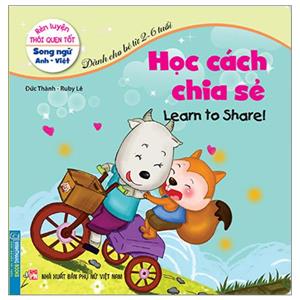 Rèn luyện
THÓI QUEN TỐT
Song ngữ
Anh - Việt
Dành cho bé từ 2-6 tuổi
Đức Thành - Ruby Lê
Học cách
chia sẻ
Learn to Share!
NHÀ XUẤT BẢN PHỤ NỮ VIỆT NAM